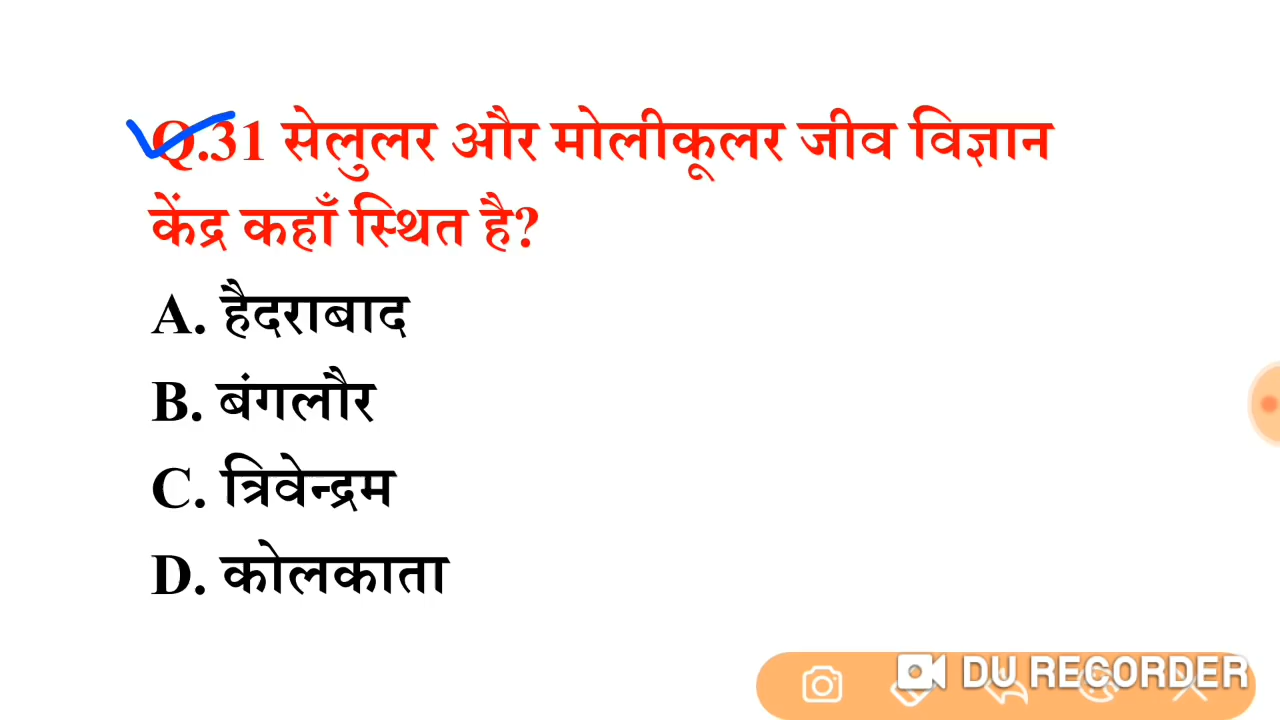 Q.31 सेलुलर और मोलीकूलर जीव विज्ञान
केंद्र कहाँ स्थित है?
A. हैदराबाद
B. बंगलौर
C. त्रिवेन्द्रम
D. कोलकाता
DU RECORDER